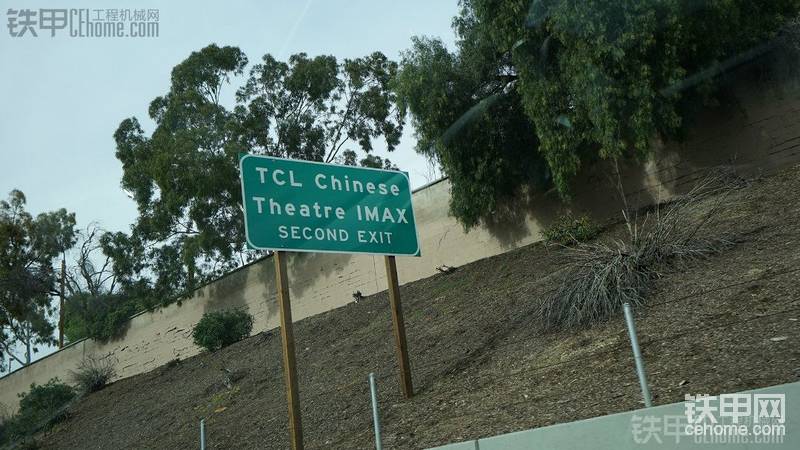 铁甲 工程机械网 CEhome.com
TCL Chinese
Theatre IMAX
SECOND EXIT
铁甲网
cehome.com